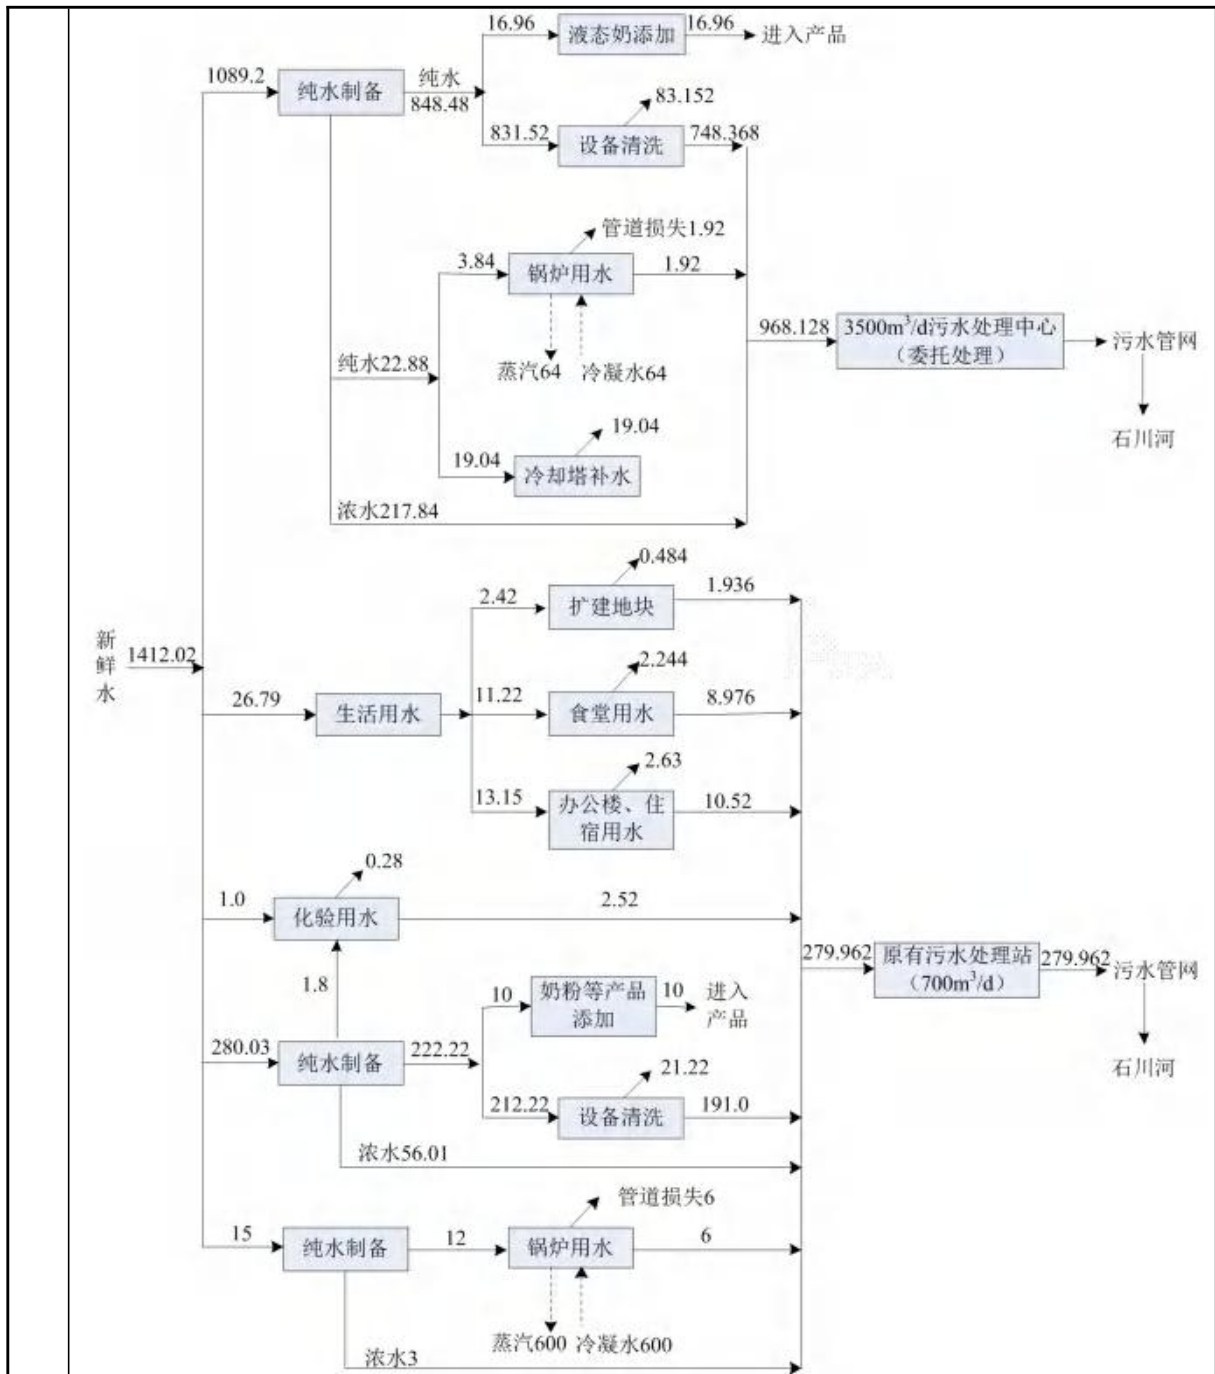 16.96
液态奶添加
16.96
进入产品
1089.2
纯水制备
纯水
848.48
83.152
831.52
设备清洗
748.368
管道损失1.92
3.84
锅炉用水
1.92
蒸汽64
冷凝水64
纯水22.88
968.128
3500m³/d污水处理中心
（委托处理）
污水管网
石川河
19.04
19.04
冷却塔补水
浓水217.84
0.484
2.42
扩建地块
1.936
新鲜水
1412.02
2.244
26.79
生活用水
11.22
食堂用水
8.976
2.63
13.15
办公楼、住
宿用水
10.52
0.28
1.0
化验用水
2.52
1.8
279.962
原有污水处理站
（700m³/d）
279.962
污水管网
石川河
10
奶粉等产品
添加
10
进入
产品
280.03
纯水制备
222.22
21.22
212.22
设备清洗
191.0
浓水56.01
管道损失6
15
纯水制备
12
锅炉用水
6
蒸汽600
冷凝水600
浓水3